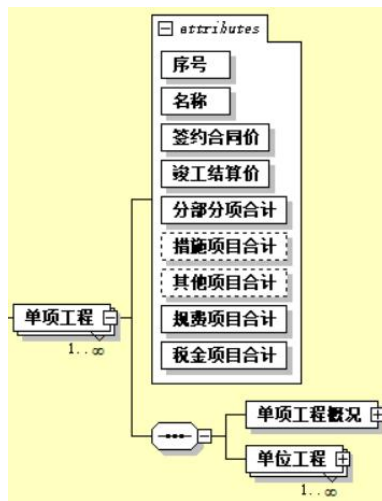 attributes
序号
名称
签约合同价
竣工结算价
分部分项合计
措施项目合计
其他项目合计
规费项目合计
税金项目合计
单项工程
1..∞
单项工程概况
单位工程
1..∞